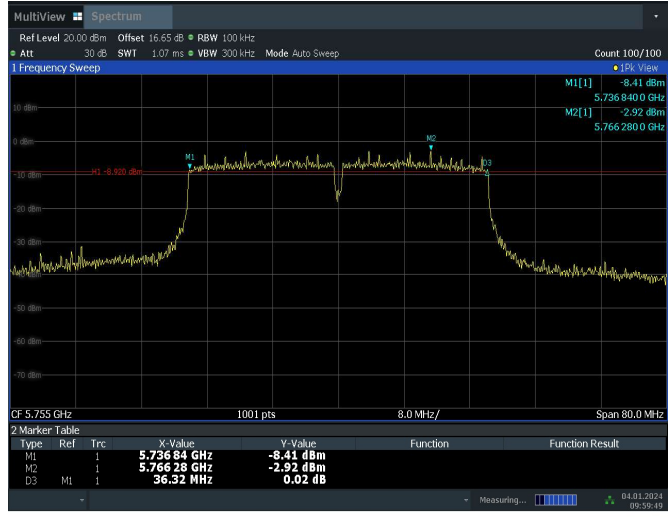 MultiView Spectrum
Ref Level 20.00 dBm Offset 16.65 dB RBW 100 kHz
Att 30 dB SWT 1.07 ms VBW 300 kHz Mode Auto Sweep Count 100/100
1 Frequency Sweep 1Pk View
M1[1] -8.41 dBm
5.736 840 0 GHz
M2[1] -2.92 dBm
5.766 280 0 GHz
10 dBm
M2
0 dBm
M1
D3
-10 dBm
H1 -8.920 dBm
-20 dBm
-30 dBm
-40 dBm
-50 dBm
-60 dBm
-70 dBm
CF 5.755 GHz 1001 pts 8.0 MHz/ Span 80.0 MHz
2 Marker Table
Type Ref Trc X-Value Y-Value Function Function Result
M1 1 5.736 84 GHz -8.41 dBm
M2 1 5.766 28 GHz -2.92 dBm
D3 M1 1 36.32 MHz 0.02 dB
Measuring... 04.01.2024
09:59:49